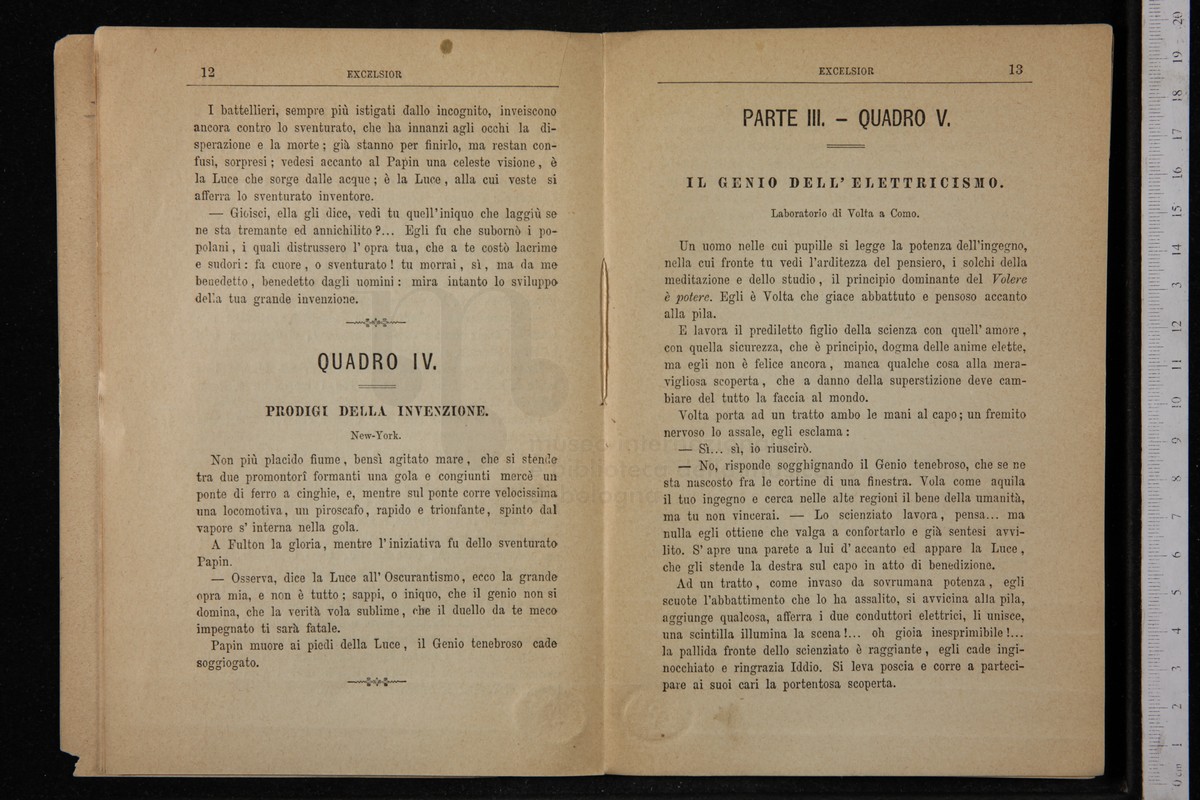 12
EXCELSIOR
I battellieri, sempre più istigati dallo incognito, inveiscono
ancora contro lo sventurato, che ha innanzi agli occhi la di-
sperazione e la morte; già stanno per finirlo, ma restan con-
fusi, sorpresi; vedesi accanto al Papin una celeste visione, è
la Luce che sorge dalle acque; è la Luce, alla cui veste si
afferra lo sventurato inventore.
— Gioisci, ella gli dice, vedi tu quell'iniquo che laggiù se
ne sta tremante ed annichilito?... Egli fu che subornò i po-
polani, i quali distrussero l'opra tua, che a te costò lacrime
e sudori: fa cuore, o sventurato! tu morrai, sì, ma da me
benedetto, benedetto dagli uomini: mira intanto lo sviluppo
della tua grande invenzione.
QUADRO IV.
PRODIGI DELLA INVENZIONE.
New-York.
Non più placido fiume, bensì agitato mare, che si stende
tra due promontorî formanti una gola e congiunti mercè un
ponte di ferro a cinghie, e, mentre sul ponte corre velocissima
una locomotiva, un piroscafo, rapido e trionfante, spinto dal
vapore s'interna nella gola.
A Fulton la gloria, mentre l'iniziativa fu dello sventurato
Papin.
— Osserva, dice la Luce all'Oscurantismo, ecco la grande
opra mia, e non è tutto; sappi, o iniquo, che il genio non si
domina, che la verità vola sublime, che il duello da te meco
impegnato ti sarà fatale.
Papin muore ai piedi della Luce, il Genio tenebroso cade
soggiogato.
EXCELSIOR
13
PARTE III. – QUADRO V.
IL GENIO DELL'ELETTRICISMO.
Laboratorio di Volta a Como.
Un uomo nelle cui pupille si legge la potenza dell'ingegno,
nella cui fronte tu vedi l'arditezza del pensiero, i solchi della
meditazione e dello studio, il principio dominante del Volere
è potere. Egli è Volta che giace abbattuto e pensoso accanto
alla pila.
E lavora il prediletto figlio della scienza con quell'amore,
con quella sicurezza, che è principio, dogma delle anime elette,
ma egli non è felice ancora, manca qualche cosa alla mera-
vigliosa scoperta, che a danno della superstizione deve cam-
biare del tutto la faccia al mondo.
Volta porta ad un tratto ambo le mani al capo; un fremito
nervoso lo assale, egli esclama:
— Sì... sì, io riuscirò.
— No, risponde sogghignando il Genio tenebroso, che se ne
sta nascosto fra le cortine di una finestra. Vola come aquila
il tuo ingegno e cerca nelle alte regioni il bene della umanità,
ma tu non vincerai. — Lo scienziato lavora, pensa... ma
nulla egli ottiene che valga a confortarlo e già sentesi avvi-
lito. S'apre una parete a lui d'accanto ed appare la Luce,
che gli stende la destra sul capo in atto di benedizione.
Ad un tratto, come invaso da sovrumana potenza, egli
scuote l'abbattimento che lo ha assalito, si avvicina alla pila,
aggiunge qualcosa, afferra i due conduttori elettrici, li unisce,
una scintilla illumina la scena!... oh gioia inesprimibile!...
la pallida fronte dello scienziato è raggiante, egli cade ingi-
nocchiato e ringrazia Iddio. Si leva poscia e corre a parteci-
pare ai suoi cari la portentosa scoperta.
0 cm 1 2 3 4 5 6 7 8 9 10 11 12 13 14 15 16 17 18 19 20